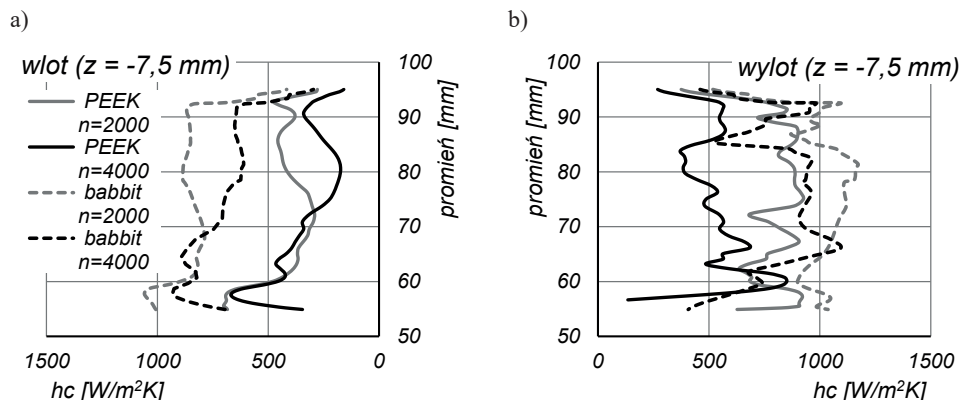 a)
wlot (z = -7,5 mm)
PEEK
n=2000
PEEK
n=4000
babbit
n=2000
babbit
n=4000
100
90
80
70
60
50
promień [mm]
1500
1000
500
0
hc [W/m²K]
b)
wylot (z = -7,5 mm)
100
90
80
70
60
50
promień [mm]
0
500
1000
1500
hc [W/m²K]